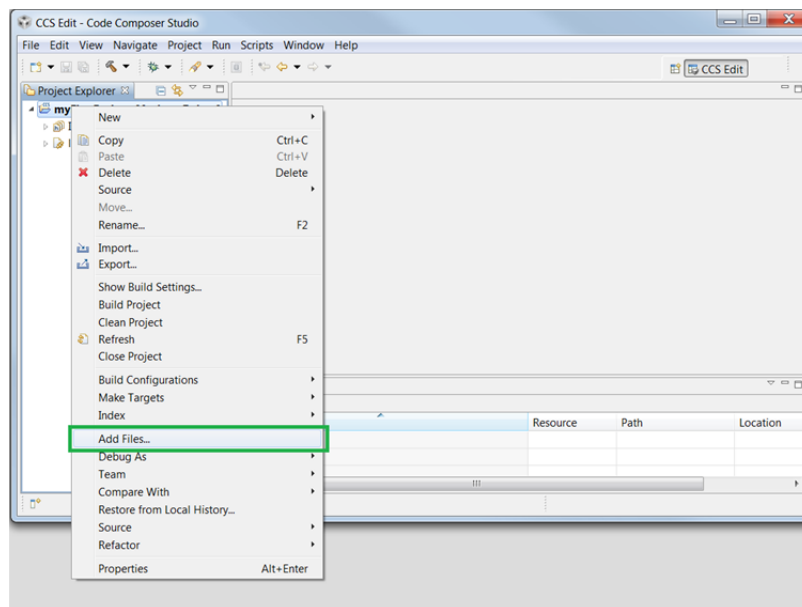 CCS Edit - Code Composer Studio
File Edit View Navigate Project Run Scripts Window Help
CCS Edit
Project Explorer
my
New
Copy Ctrl+C
Paste Ctrl+V
Delete Delete
Source
Move...
Rename... F2
Import...
Export...
Show Build Settings...
Build Project
Clean Project
Refresh F5
Close Project
Build Configurations
Make Targets
Index
Resource Path Location
Add Files...
Debug As
Team
Compare With
Restore from Local History...
Source
Refactor
Properties Alt+Enter